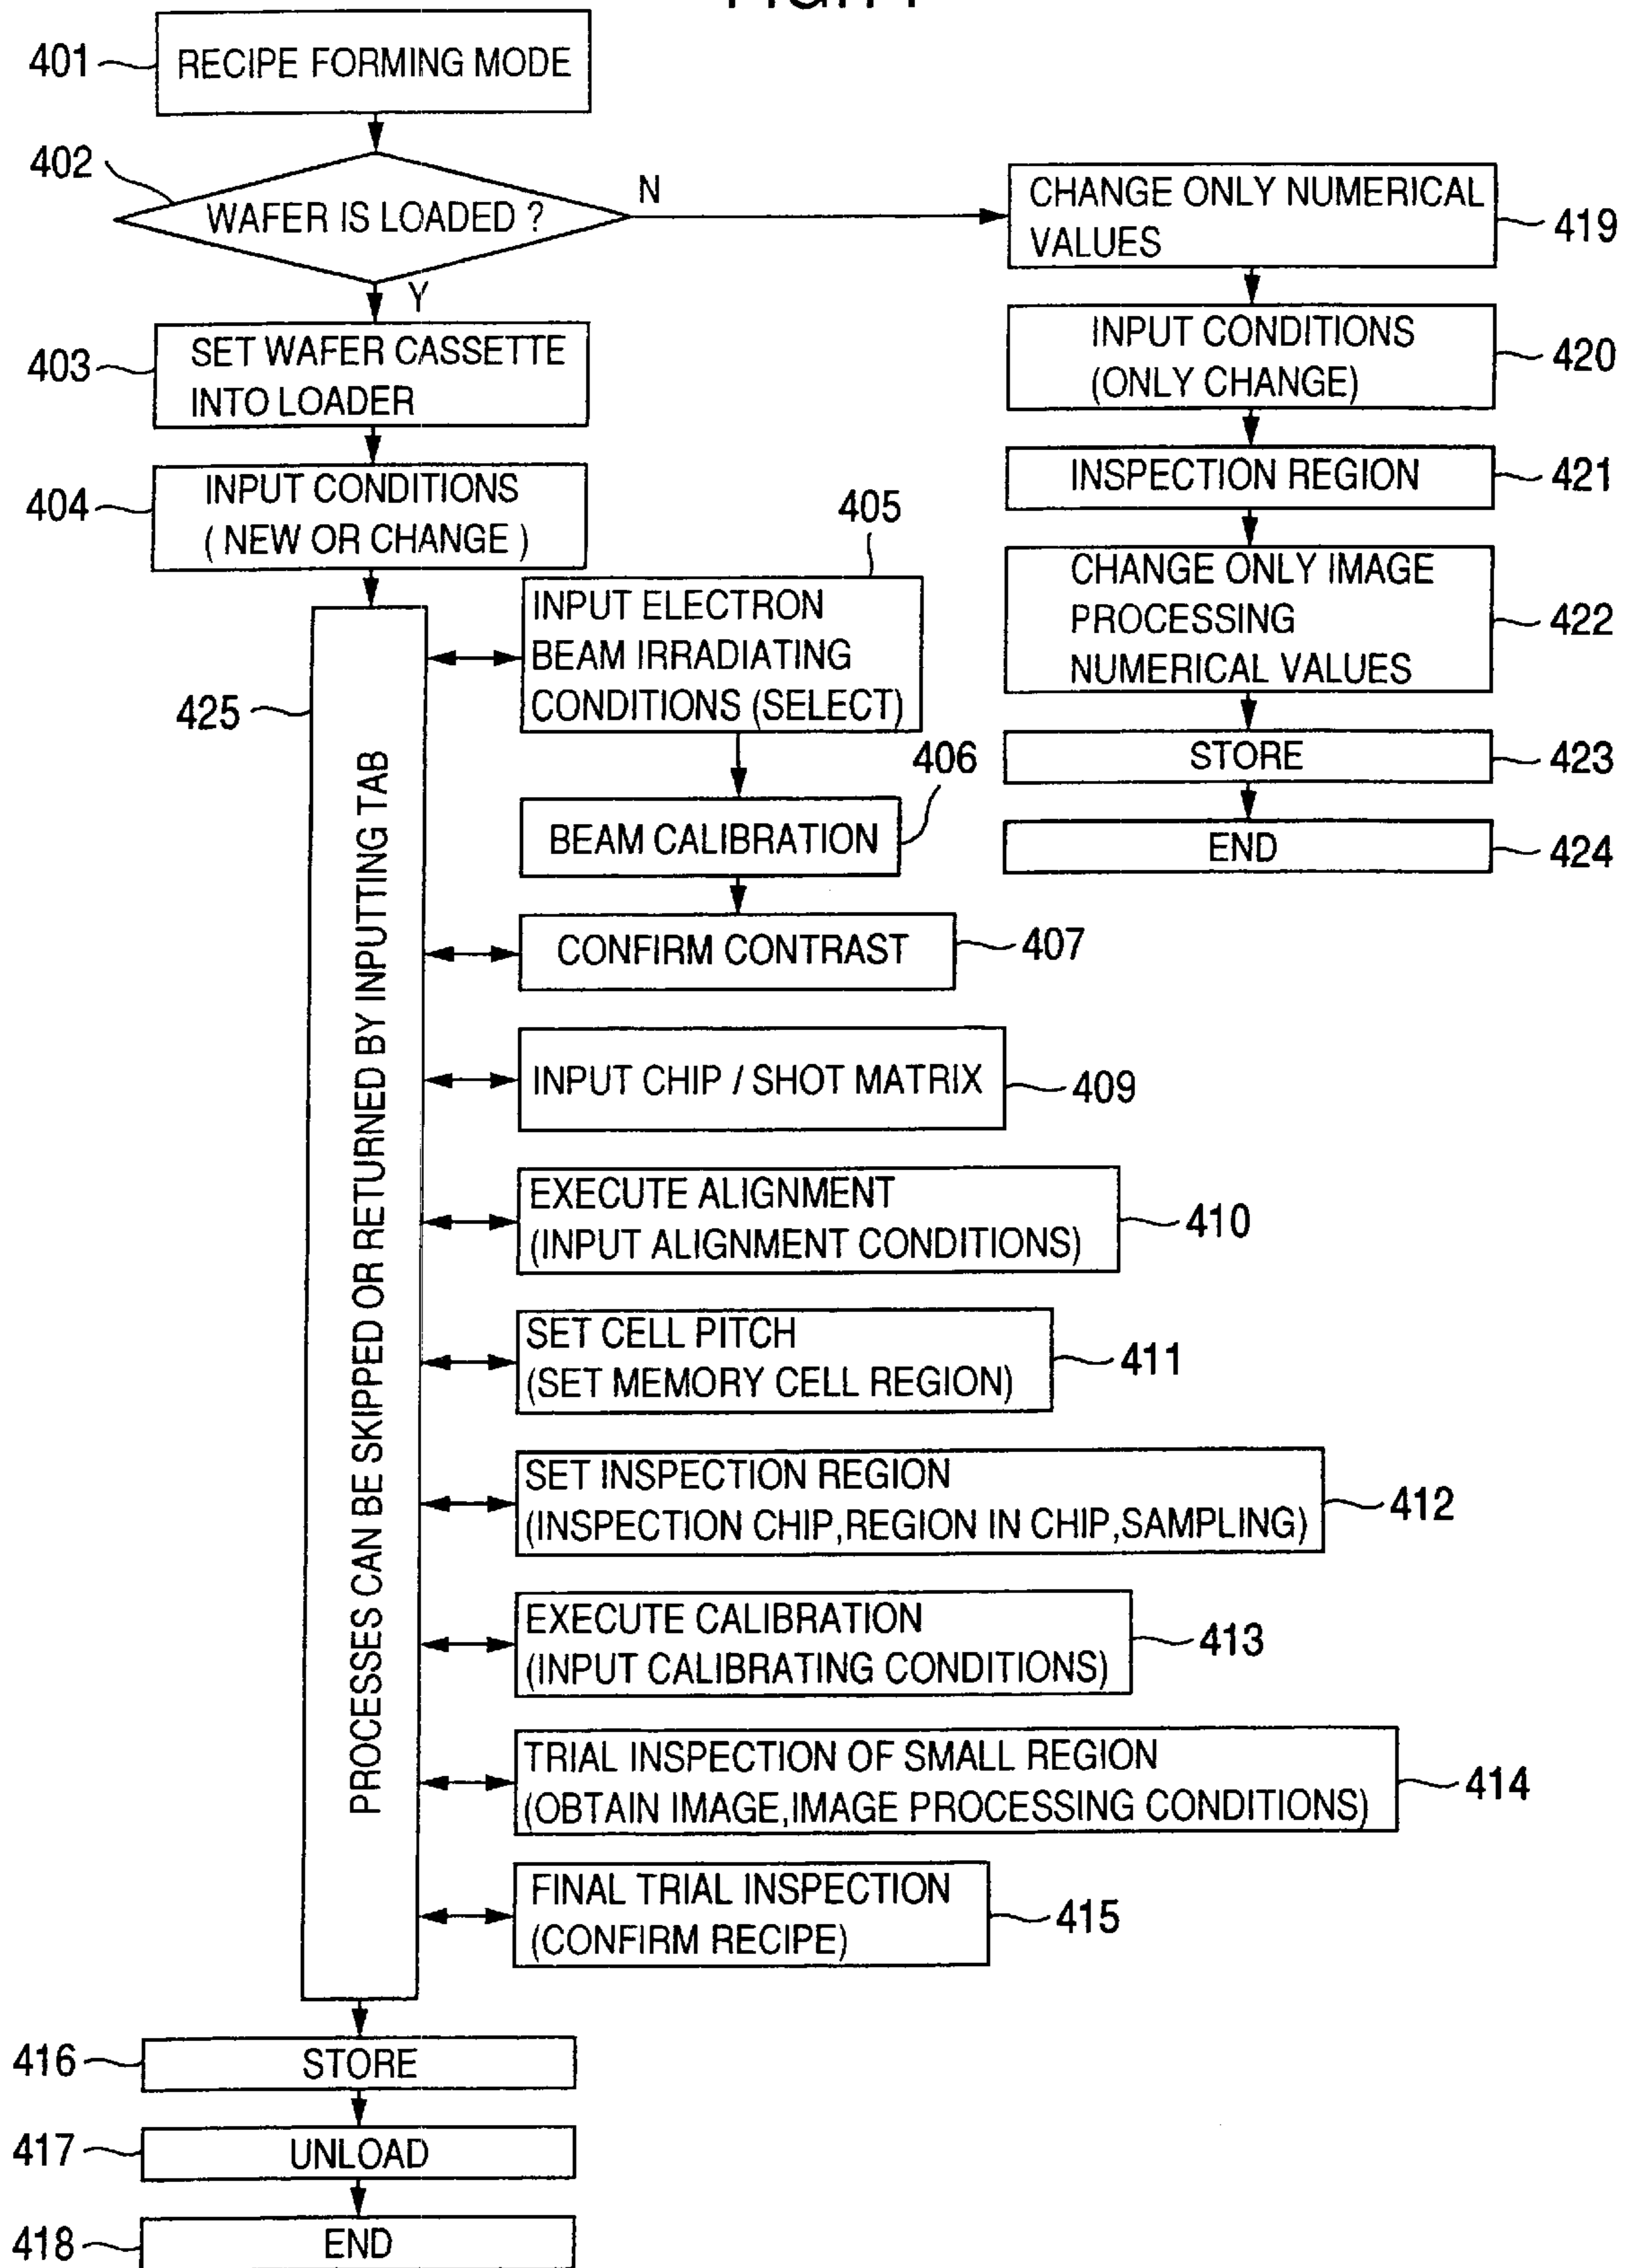 401
RECIPE FORMING MODE
402
WAFER IS LOADED ?
N
Y
403
SET WAFER CASSETTE
INTO LOADER
404
INPUT CONDITIONS
( NEW OR CHANGE )
425
PROCESSES CAN BE SKIPPED OR RETURNED BY INPUTTING TAB
405
INPUT ELECTRON
BEAM IRRADIATING
CONDITIONS (SELECT)
406
BEAM CALIBRATION
CONFIRM CONTRAST
407
INPUT CHIP / SHOT MATRIX
409
EXECUTE ALIGNMENT
(INPUT ALIGNMENT CONDITIONS)
410
SET CELL PITCH
(SET MEMORY CELL REGION)
411
SET INSPECTION REGION
(INSPECTION CHIP,REGION IN CHIP,SAMPLING)
412
EXECUTE CALIBRATION
(INPUT CALIBRATING CONDITIONS)
413
TRIAL INSPECTION OF SMALL REGION
(OBTAIN IMAGE,IMAGE PROCESSING CONDITIONS)
414
FINAL TRIAL INSPECTION
(CONFIRM RECIPE)
415
416
STORE
417
UNLOAD
418
END
CHANGE ONLY NUMERICAL
VALUES
419
INPUT CONDITIONS
(ONLY CHANGE)
420
INSPECTION REGION
421
CHANGE ONLY IMAGE
PROCESSING
NUMERICAL VALUES
422
STORE
423
END
424